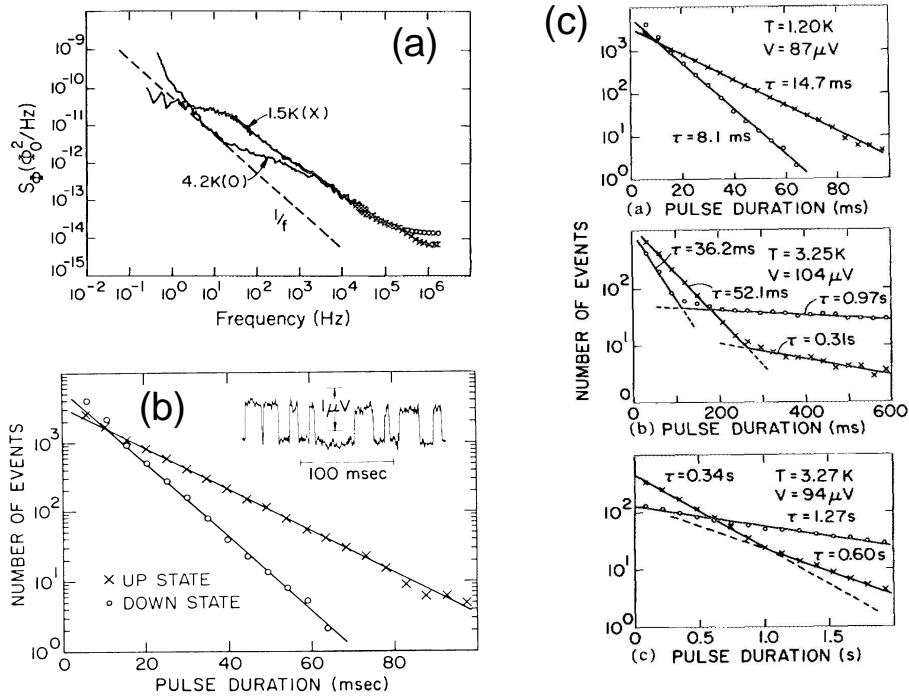 (a)
S_Φ(Φ₀²/Hz)
10⁻⁹
10⁻¹⁰
10⁻¹¹
10⁻¹²
10⁻¹³
10⁻¹⁴
10⁻¹⁵
1.5K(X)
4.2K(O)
1/f
10⁻² 10⁻¹ 10⁰ 10¹ 10² 10³ 10⁴ 10⁵ 10⁶
Frequency (Hz)
(b)
NUMBER OF EVENTS
10³
10²
10¹
10⁰
1μV
100 msec
× UP STATE
○ DOWN STATE
0 20 40 60 80
PULSE DURATION (msec)
(c)
NUMBER OF EVENTS
10³
10²
10¹
10⁰
T = 1.20K
V = 87μV
τ = 14.7 ms
τ = 8.1 ms
0 20 40 60 80
(a) PULSE DURATION (ms)
10²
10¹
0
τ = 36.2ms
T = 3.25K
V = 104μV
τ = 52.1ms
τ = 0.97s
τ = 0.31s
0 200 400 600
(b) PULSE DURATION (ms)
10³
10²
10¹
10⁰
τ = 0.34s
T = 3.27K
V = 94μV
τ = 1.27s
τ = 0.60s
0 0.5 1.0 1.5
(c) PULSE DURATION (s)